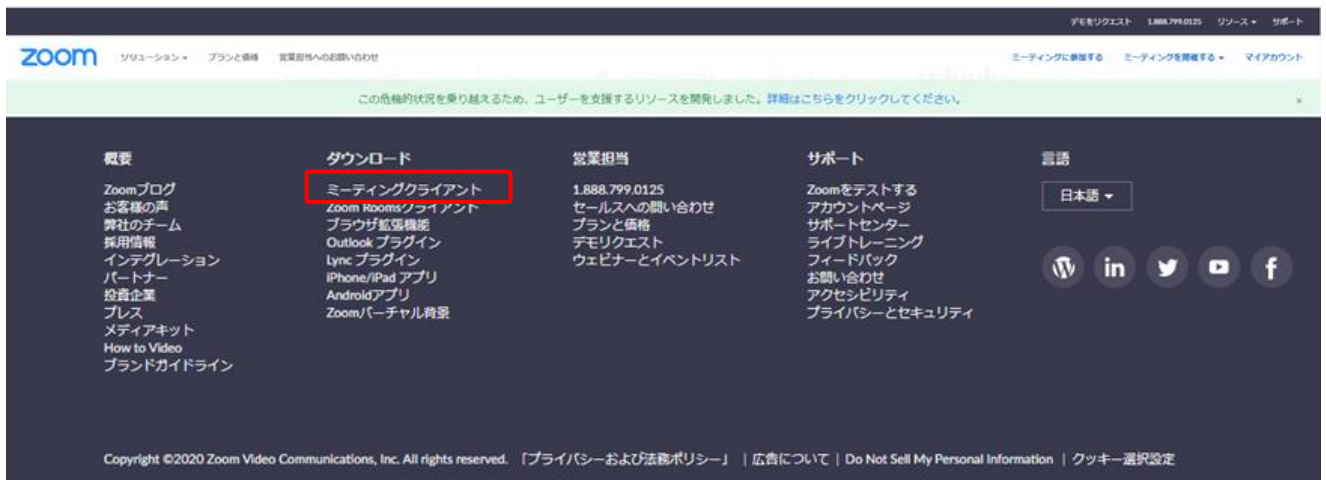 デモをリクエスト 1.888.799.0125 リソース サポート
zoom ソリューション プランと価格 営業担当へのお問い合わせ ミーティングに参加する ミーティングを開催する マイアカウント
この危機的状況を乗り越えるため、ユーザーを支援するリソースを開発しました。詳細はこちらをクリックしてください。 ×
概要
Zoomブログ
お客様の声
弊社のチーム
採用情報
インテグレーション
パートナー
投資企業
プレス
メディアキット
How to Video
ブランドガイドライン
ダウンロード
ミーティングクライアント
Zoom Roomsクライアント
ブラウザ拡張機能
Outlook プラグイン
Lync プラグイン
iPhone/iPad アプリ
Androidアプリ
Zoomバーチャル背景
営業担当
1.888.799.0125
セールスへの問い合わせ
プランと価格
デモリクエスト
ウェビナーとイベントリスト
サポート
Zoomをテストする
アカウントページ
サポートセンター
ライブトレーニング
フィードバック
お問い合わせ
アクセシビリティ
プライバシーとセキュリティ
言語
日本語
in
f
Copyright ©2020 Zoom Video Communications, Inc. All rights reserved. 「プライバシーおよび法務ポリシー」 | 広告について | Do Not Sell My Personal Information | クッキー選択設定